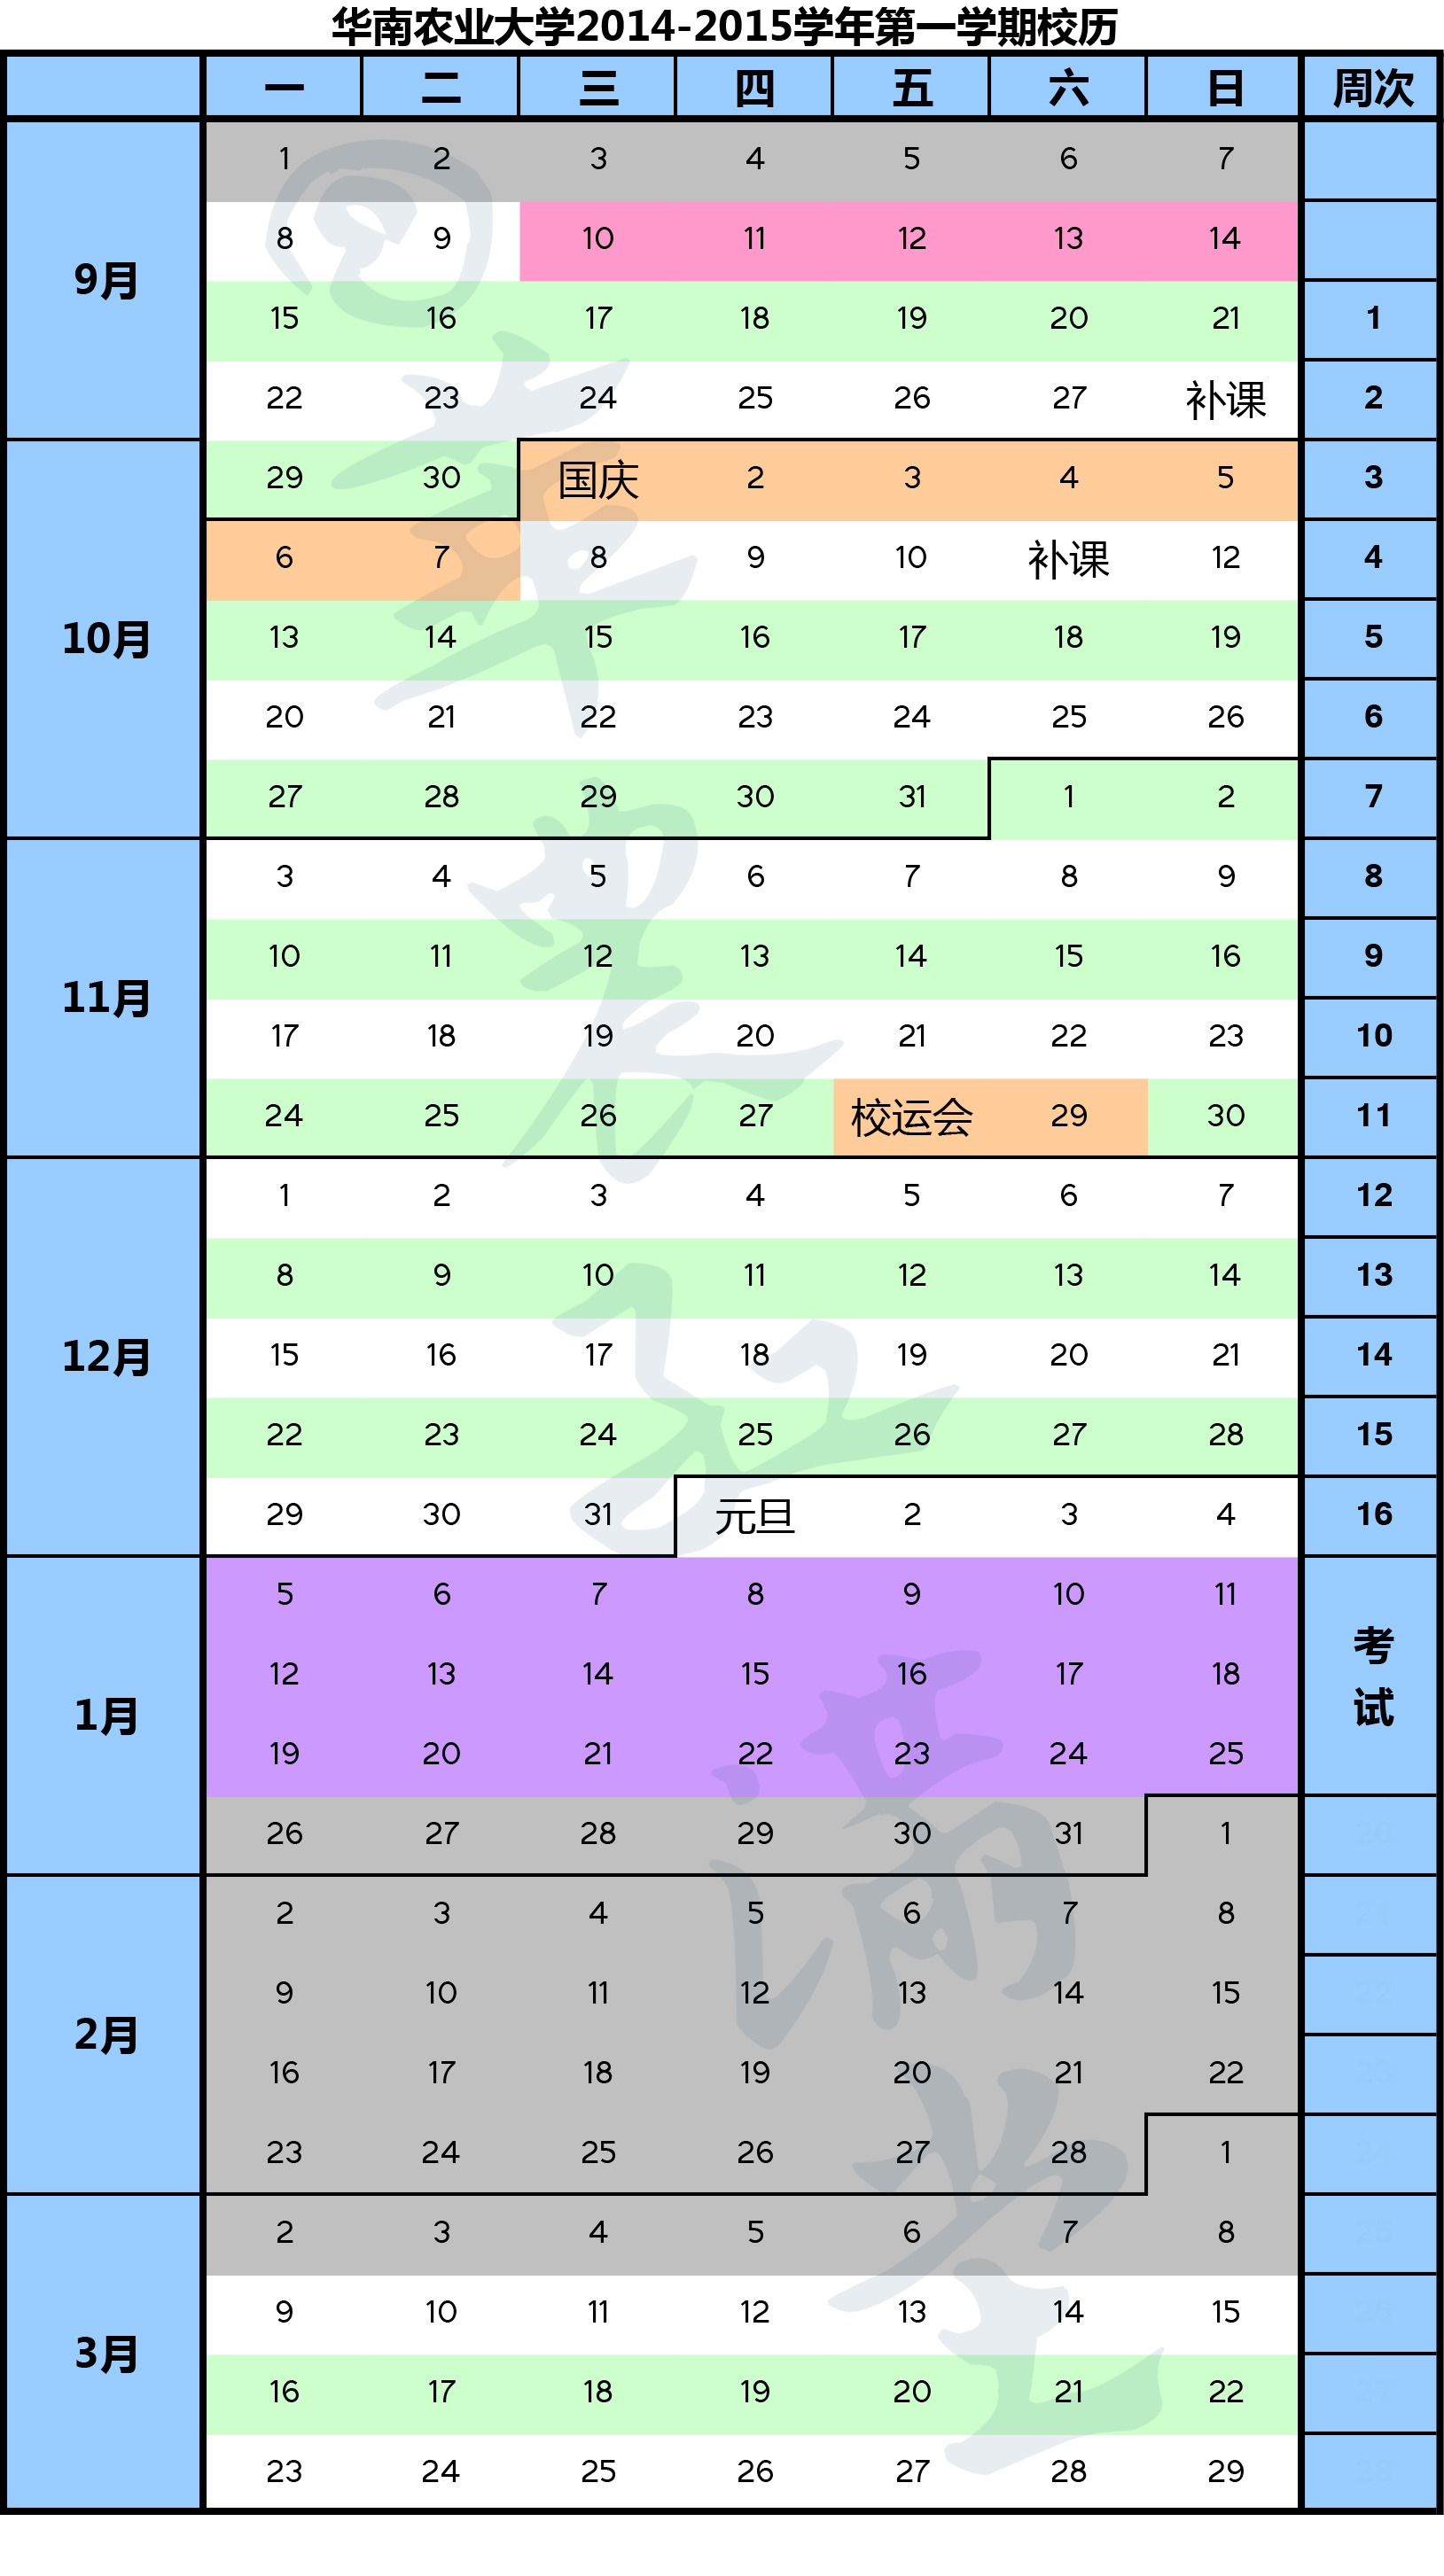 华南农业大学2014-2015学年第一学期校历
一 二 三 四 五 六 日 周次
9月
1 2 3 4 5 6 7
8 9 10 11 12 13 14
15 16 17 18 19 20 21 1
22 23 24 25 26 27 补课 2
10月
29 30 国庆 2 3 4 5 3
6 7 8 9 10 补课 12 4
13 14 15 16 17 18 19 5
20 21 22 23 24 25 26 6
27 28 29 30 31 1 2 7
11月
3 4 5 6 7 8 9 8
10 11 12 13 14 15 16 9
17 18 19 20 21 22 23 10
24 25 26 27 校运会 29 30 11
12月
1 2 3 4 5 6 7 12
8 9 10 11 12 13 14 13
15 16 17 18 19 20 21 14
22 23 24 25 26 27 28 15
29 30 31 元旦 2 3 4 16
1月
5 6 7 8 9 10 11
12 13 14 15 16 17 18
考试
19 20 21 22 23 24 25
26 27 28 29 30 31 1
2月
2 3 4 5 6 7 8
9 10 11 12 13 14 15
16 17 18 19 20 21 22
23 24 25 26 27 28 1
3月
2 3 4 5 6 7 8
9 10 11 12 13 14 15
16 17 18 19 20 21 22
23 24 25 26 27 28 29